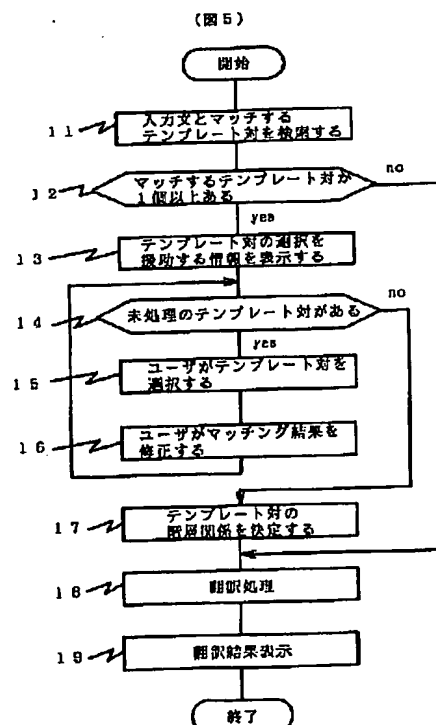 (図5)
開始
11
入力文とマッチする
テンプレート対を検索する
no
12
マッチするテンプレート対が
1個以上ある
yes
13
テンプレート対の選択を
援助する情報を表示する
no
14
未処理のテンプレート対がある
yes
15
ユーザがテンプレート対を
選択する
16
ユーザがマッチング結果を
修正する
17
テンプレート対の
階層関係を決定する
18
翻訳処理
19
翻訳結果表示
終了